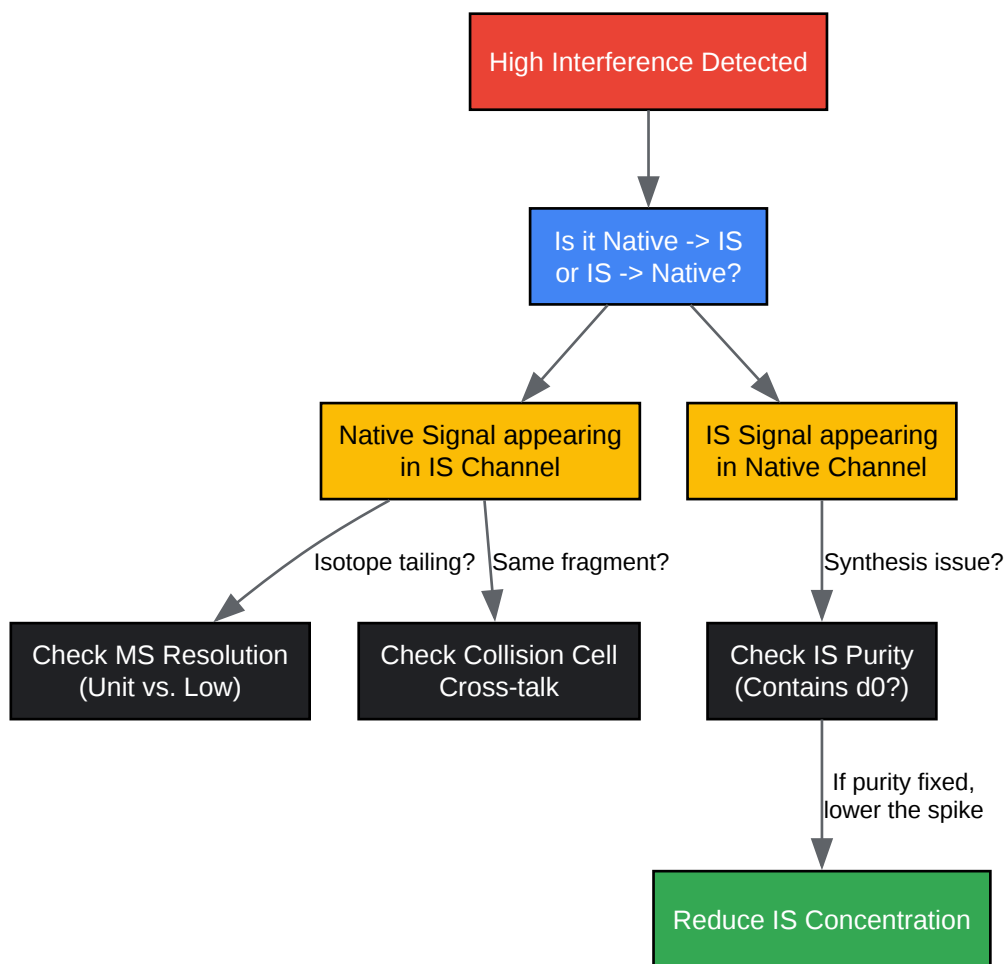 High Interference Detected
Is it Native -> IS
or IS -> Native?
Native Signal appearing
in IS Channel
IS Signal appearing
in Native Channel
Isotope tailing?
Same fragment?
Synthesis issue?
Check MS Resolution
(Unit vs. Low)
Check Collision Cell
Cross-talk
Check IS Purity
(Contains d0?)
If purity fixed,
lower the spike
Reduce IS Concentration